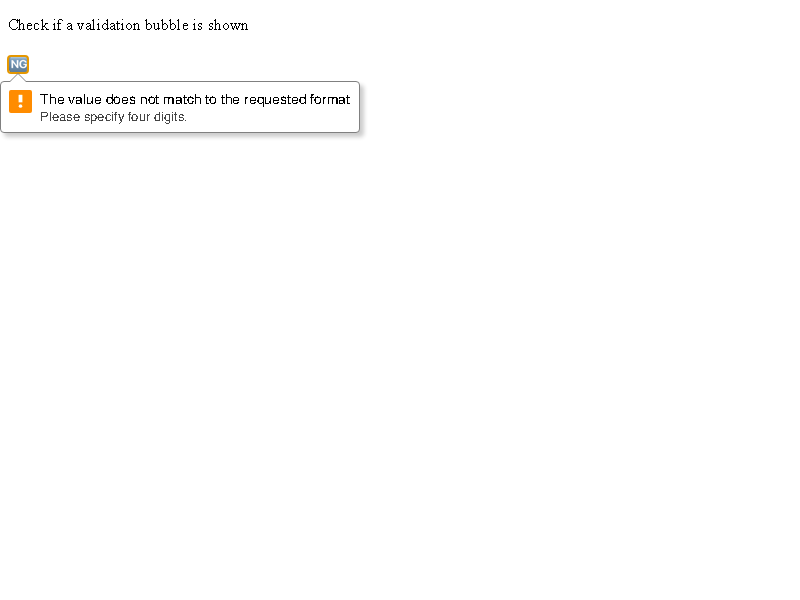 Check if a validation bubble is shown
NG
!
The value does not match to the requested format
Please specify four digits.